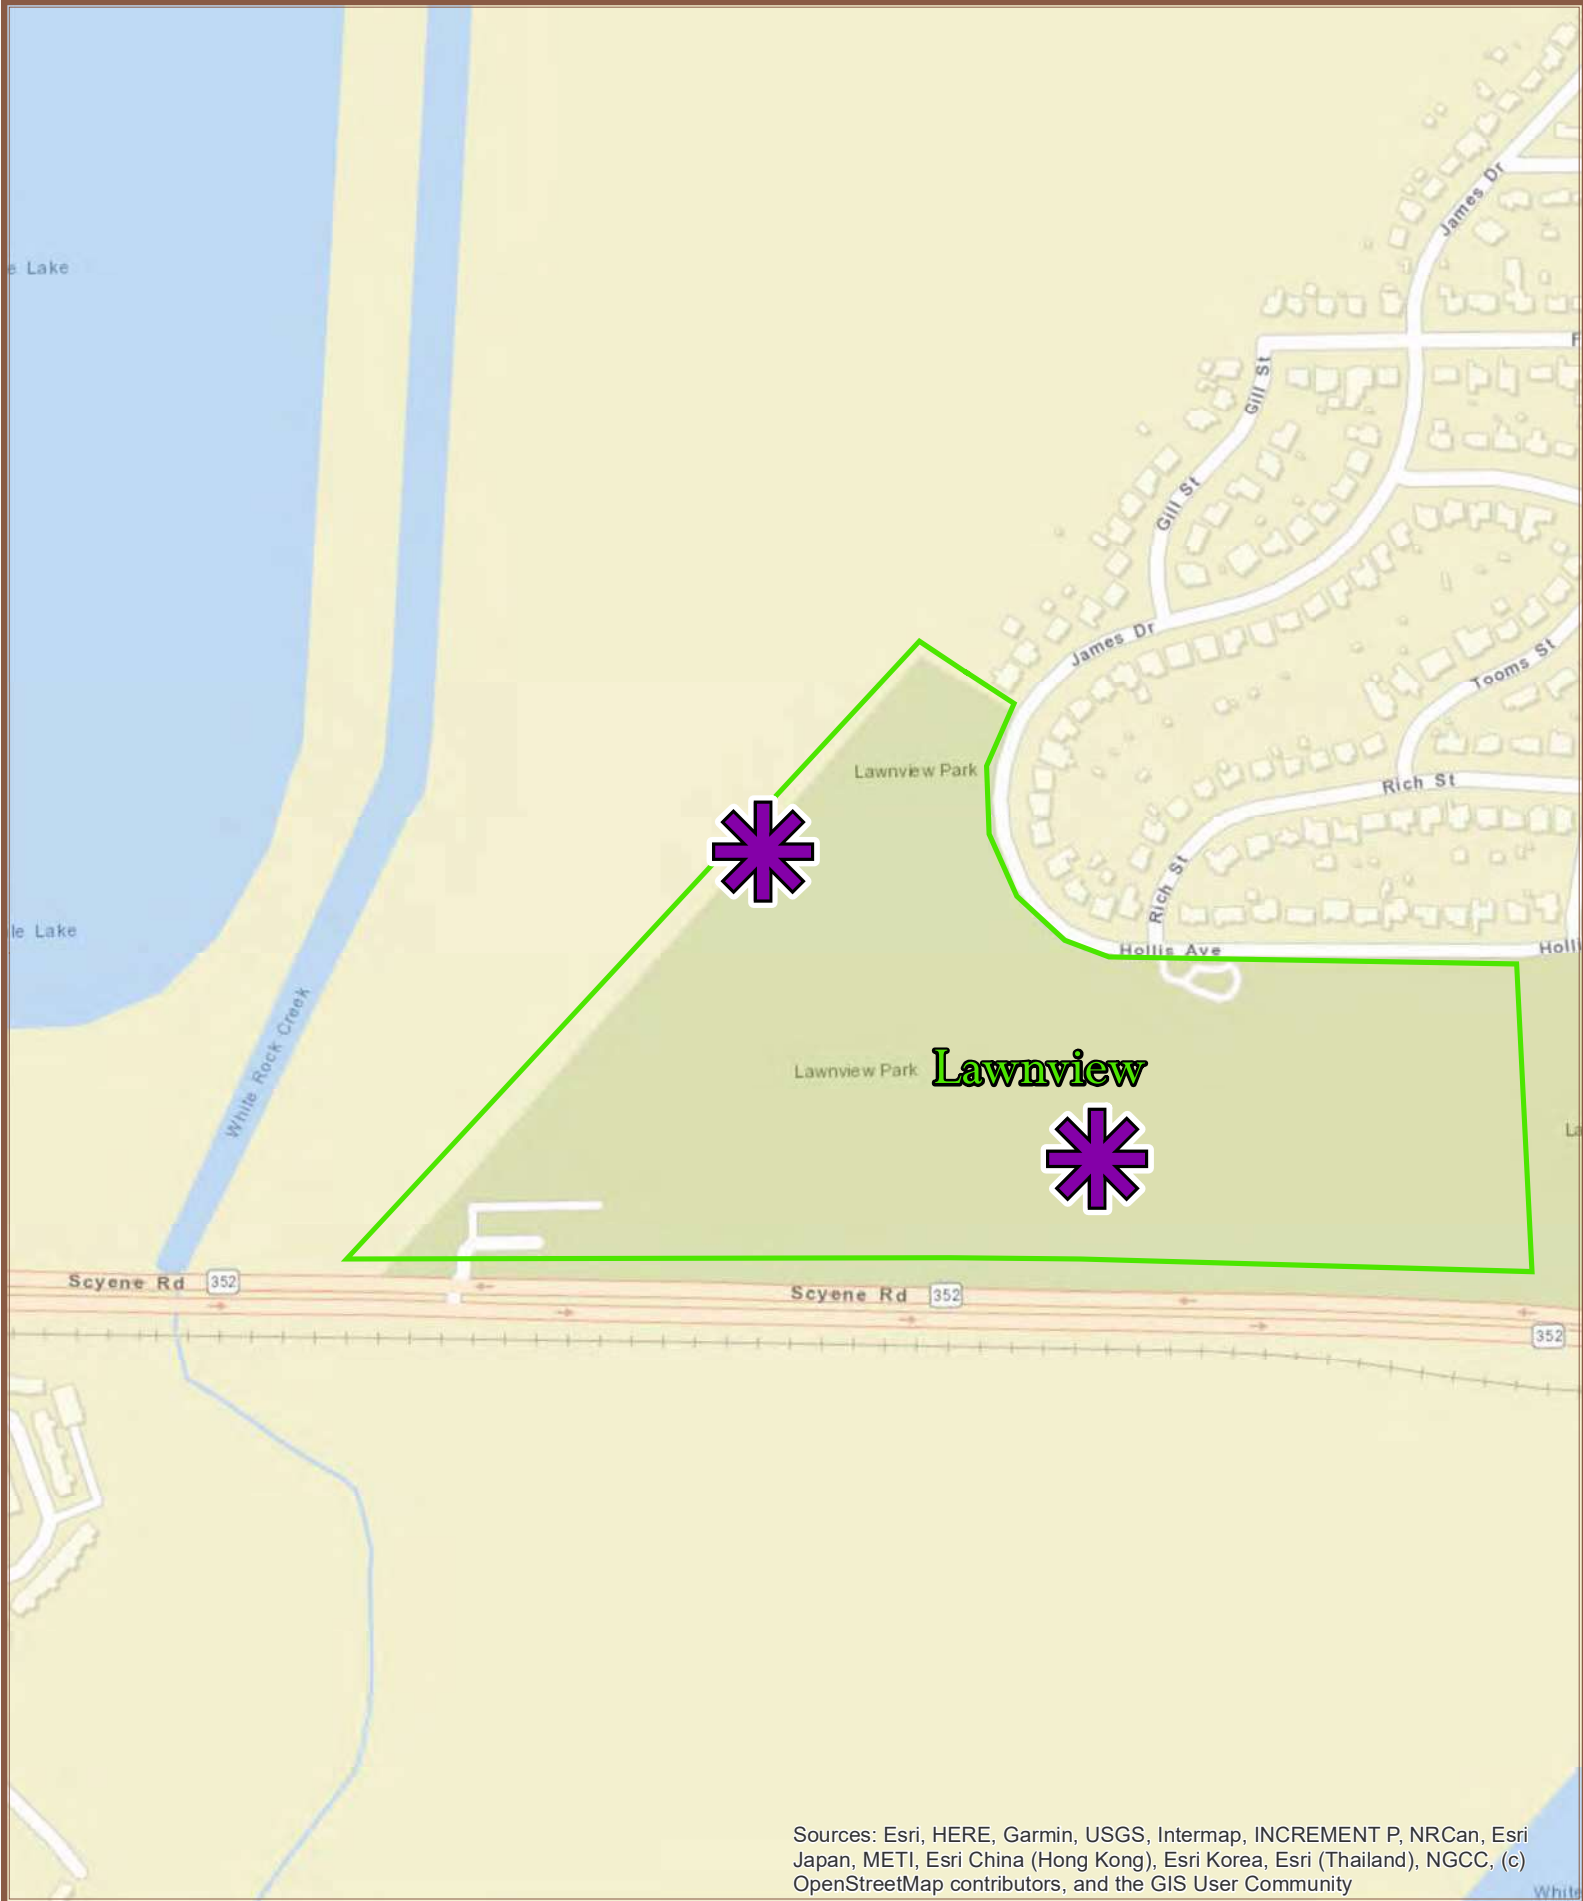 James Dr
e Lake
F
Gill St
Gill St
James Dr
Tooms St
Lawnview Park
Rich St
Rich St
le Lake
Hollis Ave
Holli
White Rock Creek
Lawnview Park
Lawnview
La
Scyene Rd 352
Scyene Rd 352
352
Sources: Esri, HERE, Garmin, USGS, Intermap, INCREMENT P, NRCan, Esri
Japan, METI, Esri China (Hong Kong), Esri Korea, Esri (Thailand), NGCC, (c)
OpenStreetMap contributors, and the GIS User Community
White